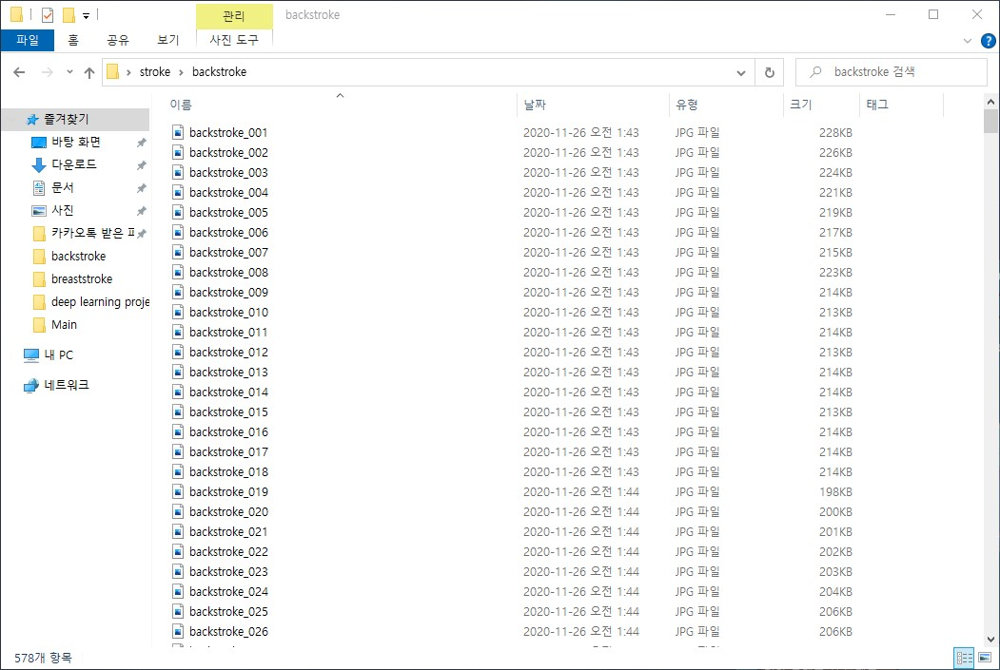 관리 backstroke
파일 홈 공유 보기 사진 도구
stroke backstroke backstroke 검색
이름 날짜 유형 크기 태그
즐겨찾기
바탕 화면
다운로드
문서
사진
카카오톡 받은 파
backstroke
breaststroke
deep learning proje
Main
내 PC
네트워크
backstroke_001 2020-11-26 오전 1:43 JPG 파일 228KB
backstroke_002 2020-11-26 오전 1:43 JPG 파일 226KB
backstroke_003 2020-11-26 오전 1:43 JPG 파일 224KB
backstroke_004 2020-11-26 오전 1:43 JPG 파일 221KB
backstroke_005 2020-11-26 오전 1:43 JPG 파일 219KB
backstroke_006 2020-11-26 오전 1:43 JPG 파일 217KB
backstroke_007 2020-11-26 오전 1:43 JPG 파일 215KB
backstroke_008 2020-11-26 오전 1:43 JPG 파일 223KB
backstroke_009 2020-11-26 오전 1:43 JPG 파일 214KB
backstroke_010 2020-11-26 오전 1:43 JPG 파일 213KB
backstroke_011 2020-11-26 오전 1:43 JPG 파일 214KB
backstroke_012 2020-11-26 오전 1:43 JPG 파일 213KB
backstroke_013 2020-11-26 오전 1:43 JPG 파일 214KB
backstroke_014 2020-11-26 오전 1:43 JPG 파일 214KB
backstroke_015 2020-11-26 오전 1:43 JPG 파일 213KB
backstroke_016 2020-11-26 오전 1:43 JPG 파일 214KB
backstroke_017 2020-11-26 오전 1:43 JPG 파일 214KB
backstroke_018 2020-11-26 오전 1:43 JPG 파일 214KB
backstroke_019 2020-11-26 오전 1:44 JPG 파일 198KB
backstroke_020 2020-11-26 오전 1:44 JPG 파일 200KB
backstroke_021 2020-11-26 오전 1:44 JPG 파일 201KB
backstroke_022 2020-11-26 오전 1:44 JPG 파일 202KB
backstroke_023 2020-11-26 오전 1:44 JPG 파일 203KB
backstroke_024 2020-11-26 오전 1:44 JPG 파일 204KB
backstroke_025 2020-11-26 오전 1:44 JPG 파일 206KB
backstroke_026 2020-11-26 오전 1:44 JPG 파일 206KB
578개 항목